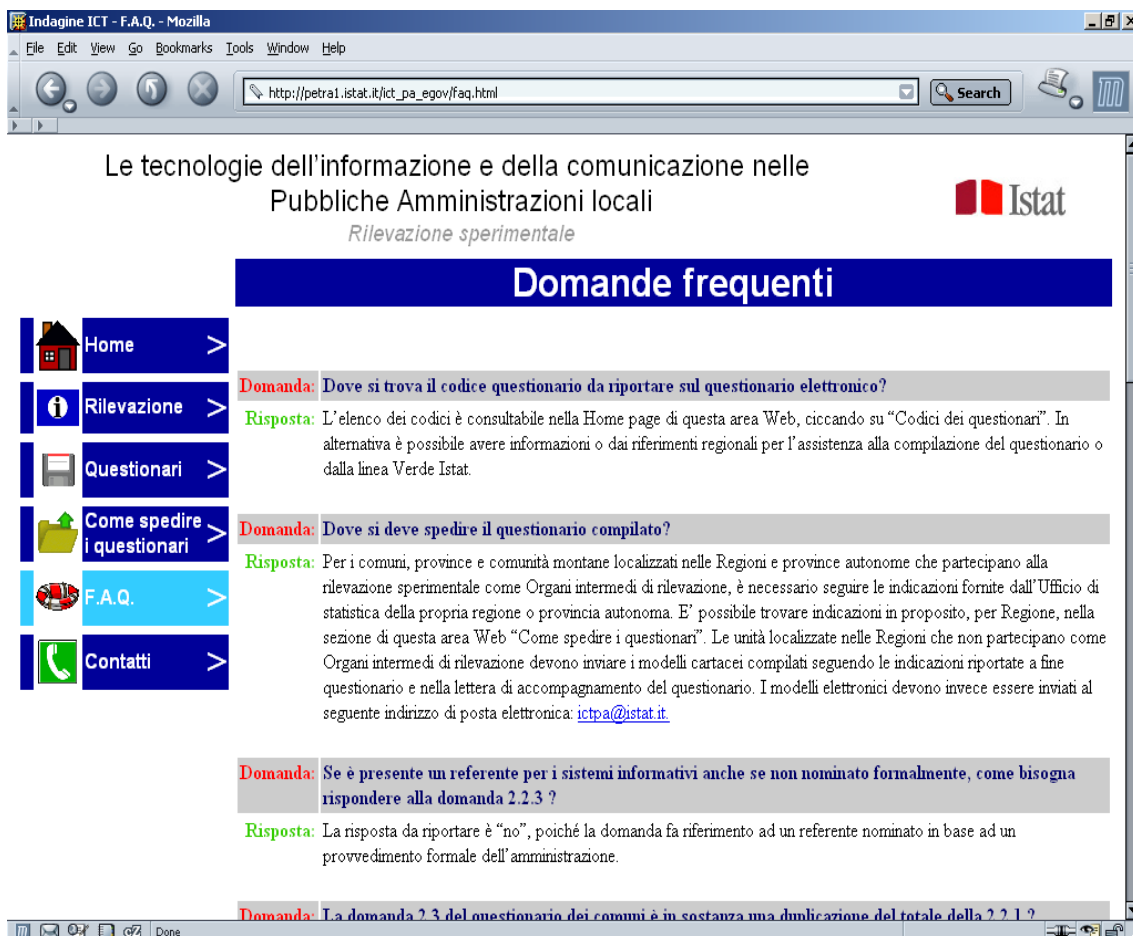 Indagine ICT - F.A.Q. - Mozilla
File Edit View Go Bookmarks Tools Window Help
http://petra1.istat.it/ict_pa_egov/faq.html
Search
Le tecnologie dell'informazione e della comunicazione nelle
Pubbliche Amministrazioni locali
Rilevazione sperimentale
Istat
Domande frequenti
Home >
Rilevazione >
Questionari >
Come spedire
i questionari >
F.A.Q. >
Contatti >
Domanda: Dove si trova il codice questionario da riportare sul questionario elettronico?
Risposta: L'elenco dei codici è consultabile nella Home page di questa area Web, ciccando su “Codici dei questionari”. In
alternativa è possibile avere informazioni o dai riferimenti regionali per l'assistenza alla compilazione del questionario o
dalla linea Verde Istat.
Domanda: Dove si deve spedire il questionario compilato?
Risposta: Per i comuni, province e comunità montane localizzati nelle Regioni e province autonome che partecipano alla
rilevazione sperimentale come Organi intermedi di rilevazione, è necessario seguire le indicazioni fornite dall'Ufficio di
statistica della propria regione o provincia autonoma. E' possibile trovare indicazioni in proposito, per Regione, nella
sezione di questa area Web “Come spedire i questionari”. Le unità localizzate nelle Regioni che non partecipano come
Organi intermedi di rilevazione devono inviare i modelli cartacei compilati seguendo le indicazioni riportate a fine
questionario e nella lettera di accompagnamento del questionario. I modelli elettronici devono invece essere inviati al
seguente indirizzo di posta elettronica: ictpa@istat.it.
Domanda: Se è presente un referente per i sistemi informativi anche se non nominato formalmente, come bisogna
rispondere alla domanda 2.2.3 ?
Risposta: La risposta da riportare è “no”, poiché la domanda fa riferimento ad un referente nominato in base ad un
provvedimento formale dell'amministrazione.
Domanda: La domanda 2.3 del questionario dei comuni è in sostanza una duplicazione del totale della 2.2.1 ?
Done